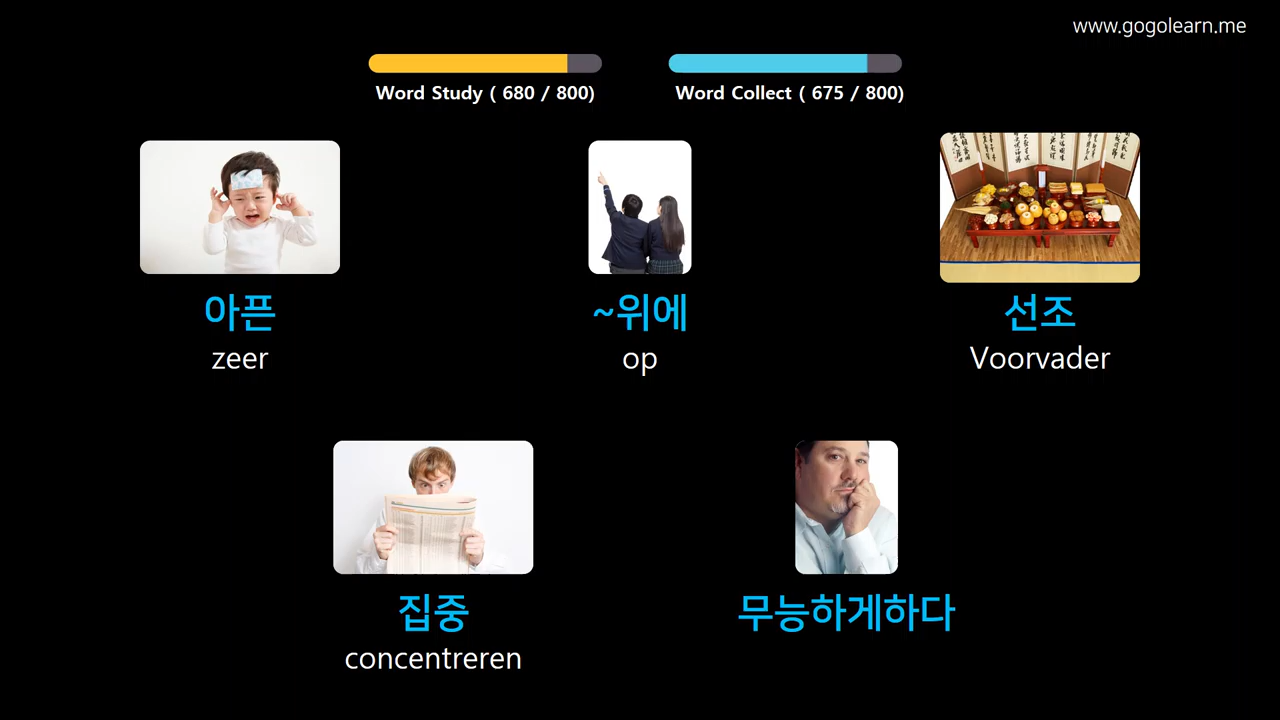 www.gogolearn.me
Word Study ( 680 / 800)
Word Collect ( 675 / 800)
아픈
zeer
~위에
op
선조
Voorvader
집중
concentreren
무능하게하다